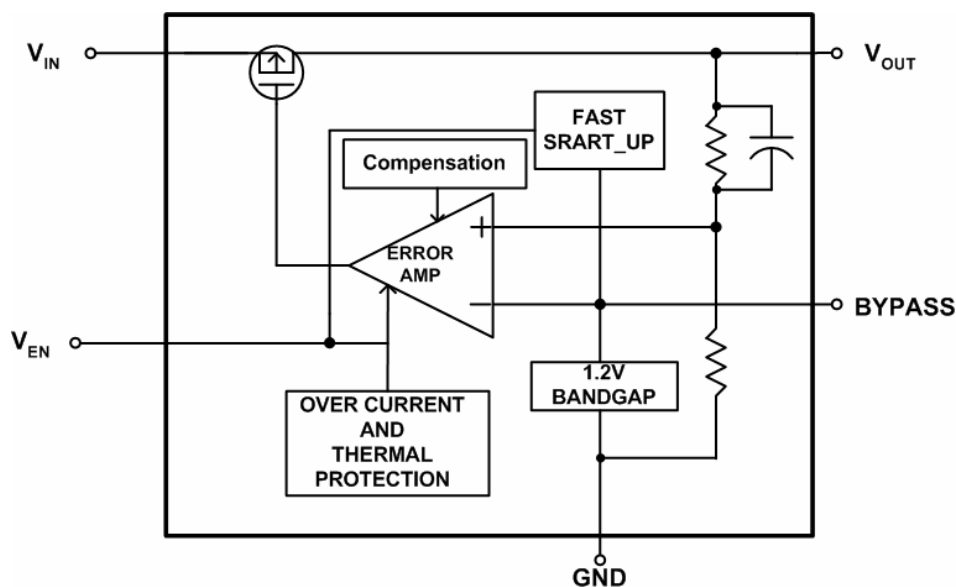 VIN
VOUT
FAST
SRART_UP
Compensation
+
ERROR
AMP
−
BYPASS
VEN
1.2V
BANDGAP
OVER CURRENT
AND
THERMAL
PROTECTION
GND